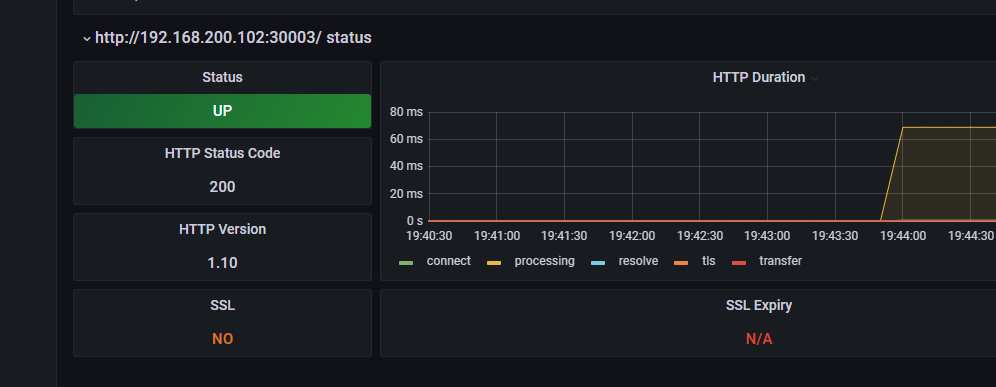 http://192.168.200.102:30003/ status
Status
UP
HTTP Status Code
200
HTTP Version
1.10
SSL
NO
HTTP Duration
80 ms
60 ms
40 ms
20 ms
0 s
19:40:30 19:41:00 19:41:30 19:42:00 19:42:30 19:43:00 19:43:30 19:44:00 19:44:30
connect processing resolve tls transfer
SSL Expiry
N/A